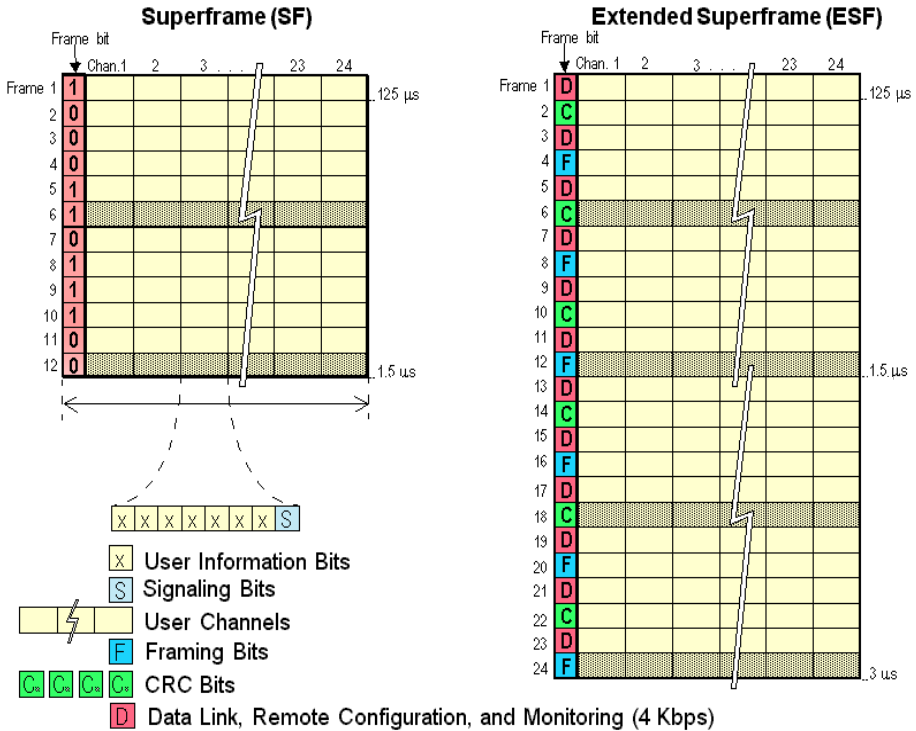 Superframe (SF)
Frame bit
Chan.1 2 3 . . . . 23 24
Frame 1 1 125 µs
2 0
3 0
4 0
5 1
6 1
7 0
8 1
9 1
10 1
11 0
12 0 1.5 µs
X X X X X X X S
X User Information Bits
S Signaling Bits
User Channels
F Framing Bits
C C C C CRC Bits
D Data Link, Remote Configuration, and Monitoring (4 Kbps)
Extended Superframe (ESF)
Frame bit
Chan. 1 2 3 . . . 23 24
Frame 1 D 125 µs
2 C
3 D
4 F
5 D
6 C
7 D
8 F
9 D
10 C
11 D
12 F 1.5 µs
13 D
14 C
15 D
16 F
17 D
18 C
19 D
20 F
21 D
22 C
23 D
24 F 3 µs